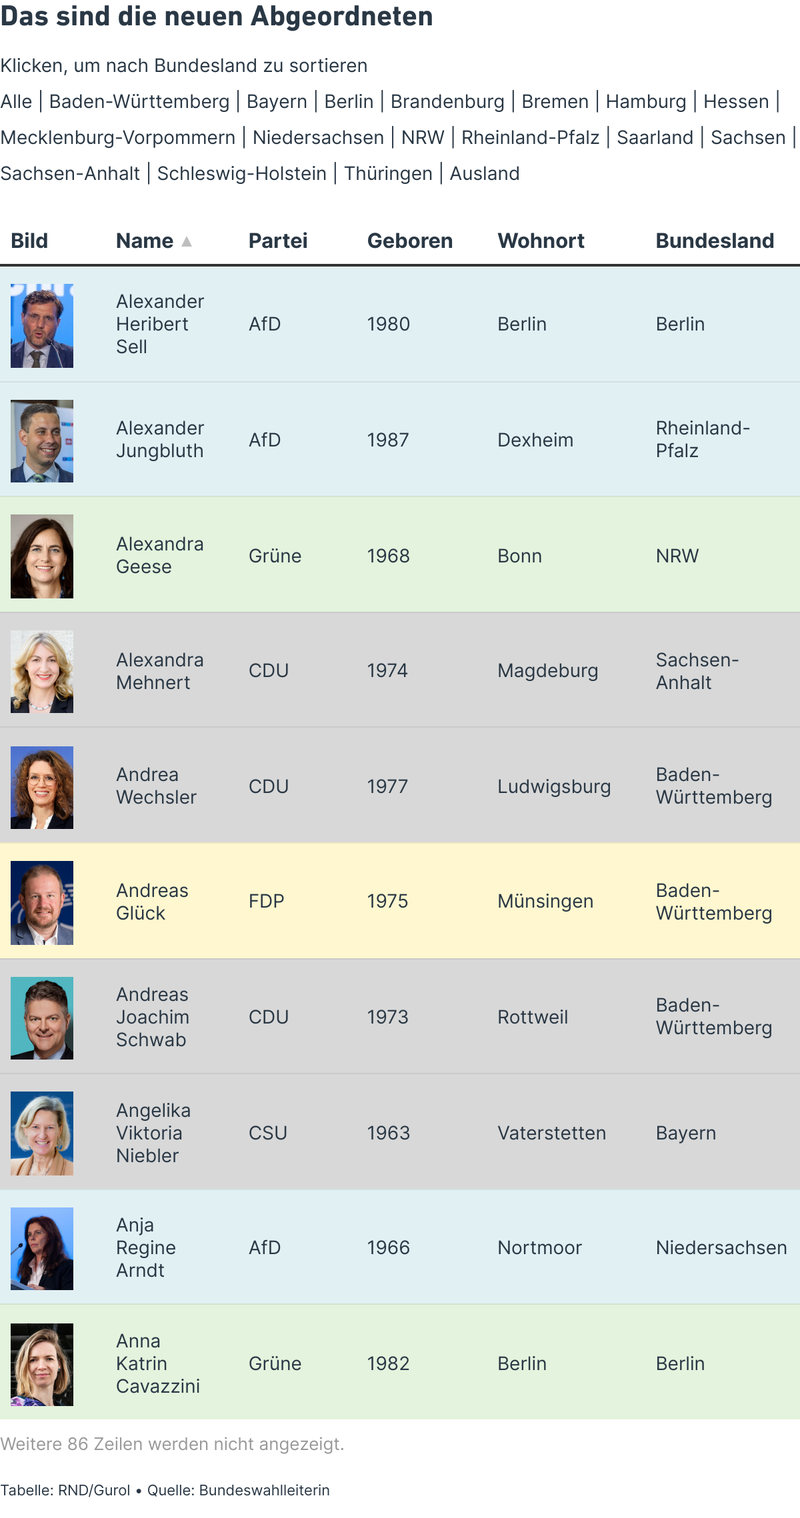 Das sind die neuen Abgeordneten
Klicken, um nach Bundesland zu sortieren
Alle | Baden-Württemberg | Bayern | Berlin | Brandenburg | Bremen | Hamburg | Hessen |
Mecklenburg-Vorpommern | Niedersachsen | NRW | Rheinland-Pfalz | Saarland | Sachsen |
Sachsen-Anhalt | Schleswig-Holstein | Thüringen | Ausland
Bild Name ▲ Partei Geboren Wohnort Bundesland
Alexander
Heribert AfD 1980 Berlin Berlin
Sell
Alexander Rheinland-
AfD 1987 Dexheim
Jungbluth Pfalz
Alexandra
Grüne 1968 Bonn NRW
Geese
Alexandra Sachsen-
CDU 1974 Magdeburg
Mehnert Anhalt
Andrea Baden-
CDU 1977 Ludwigsburg
Wechsler Württemberg
Andreas Baden-
FDP 1975 Münsingen
Glück Württemberg
Andreas Baden-
Joachim CDU 1973 Rottweil
Schwab Württemberg
Angelika
Viktoria CSU 1963 Vaterstetten Bayern
Niebler
Anja
Regine AfD 1966 Nortmoor Niedersachsen
Arndt
Anna
Katrin Grüne 1982 Berlin Berlin
Cavazzini
Weitere 86 Zeilen werden nicht angezeigt.
Tabelle: RND/Gurol • Quelle: Bundeswahlleiterin